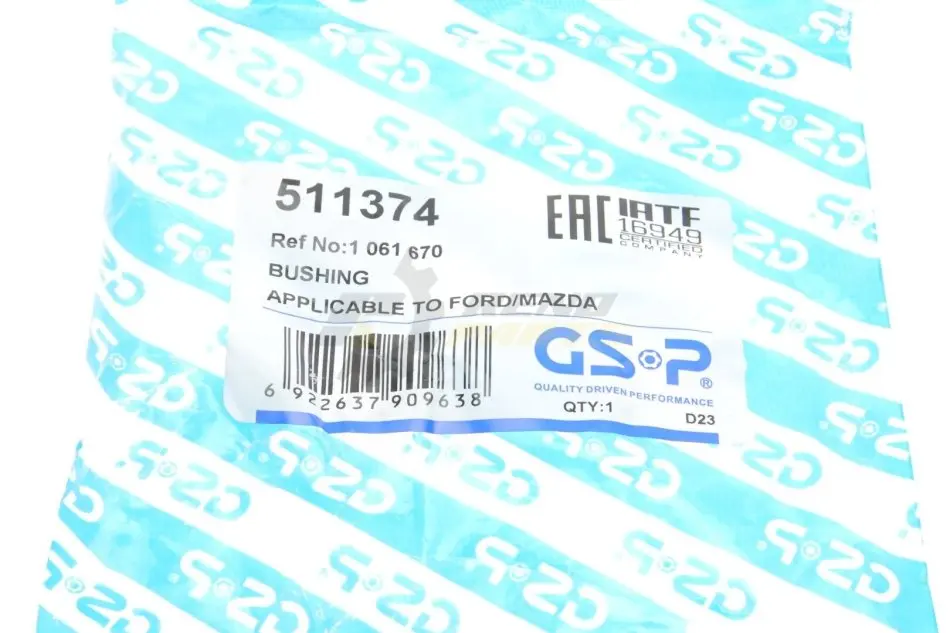 511374
EAC
IATF
16949
CERTIFIED
COMPANY
Ref No:1 061 670
BUSHING
APPLICABLE TO FORD/MAZDA
GSP®
QUALITY DRIVEN PERFORMANCE
6 922637 909638
QTY:1
D23